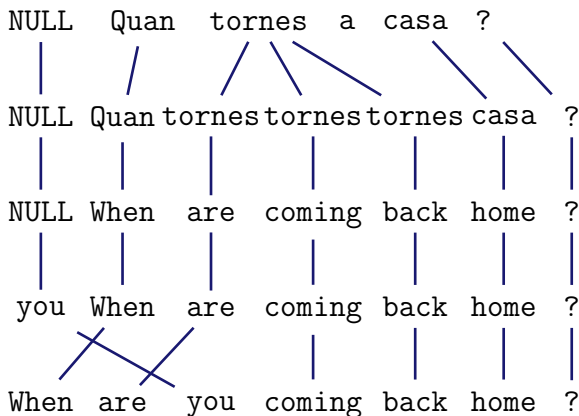 NULL Quan tornes a casa ?
NULL Quan tornes tornes tornes casa ?
NULL When are coming back home ?
you When are coming back home ?
When are you coming back home ?